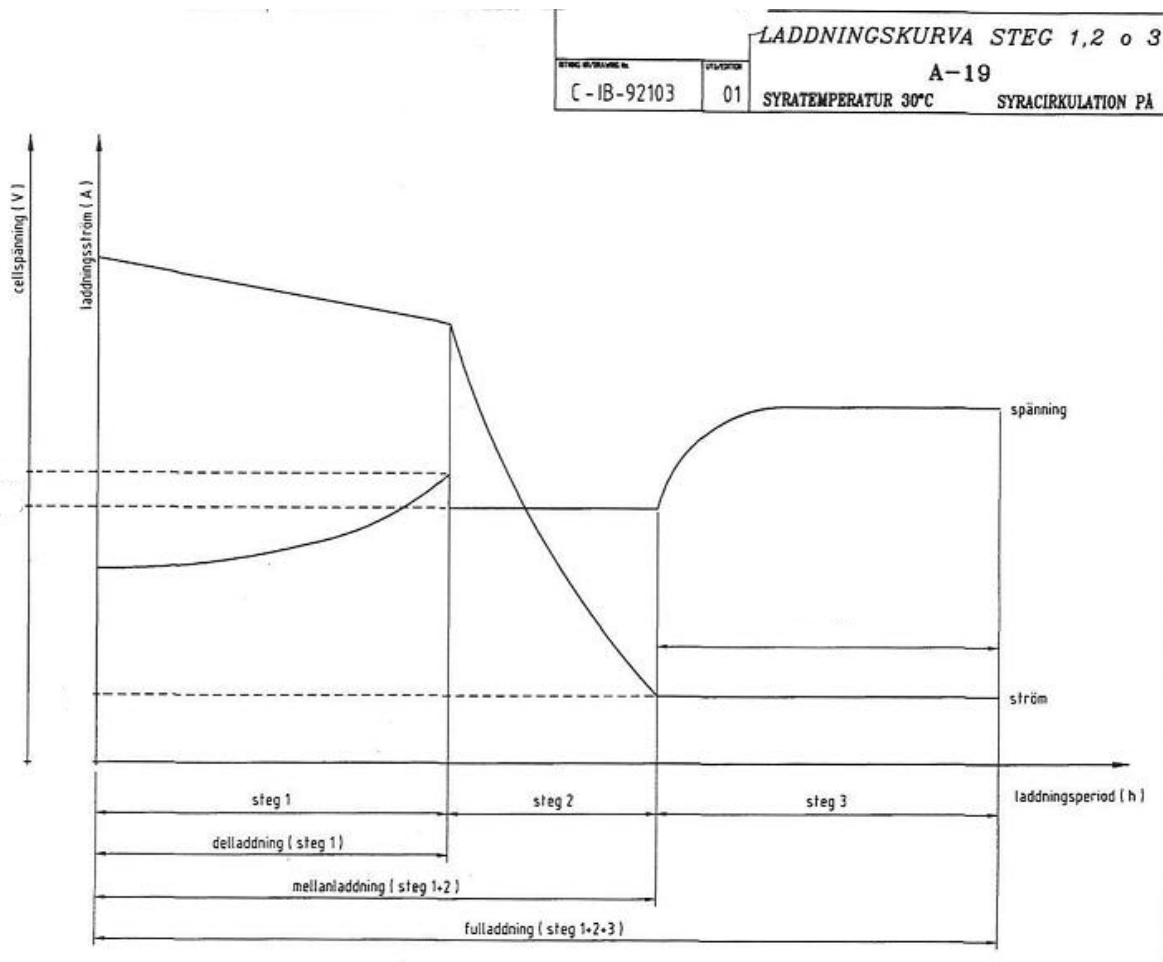 LADDNINGSKURVA STEG 1,2 o 3
A-19
SYRATEMPERATUR 30°C SYRACIRKULATION PÅ
C-IB-92103 01
cellspänning ( V )
laddningsström ( A )
spänning
ström
steg 1 steg 2 steg 3 laddningsperiod ( h )
delladdning ( steg 1 )
mellanladdning ( steg 1+2 )
fulladdning ( steg 1+2+3 )